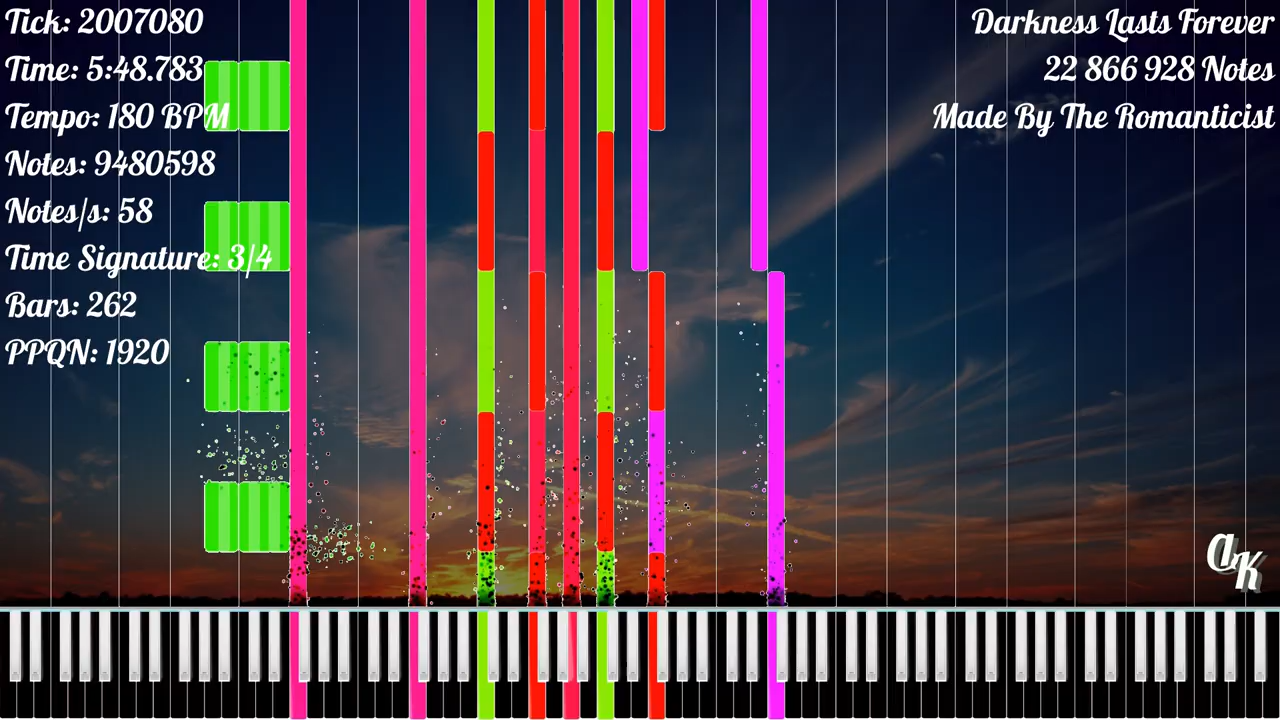 Tick: 2007080
Time: 5:48.783
Tempo: 180 BPM
Notes: 9480598
Notes/s: 58
Time Signature: 3/4
Bars: 262
PPQN: 1920
Darkness Lasts Forever
22 866 928 Notes
Made By The Romanticist
aK